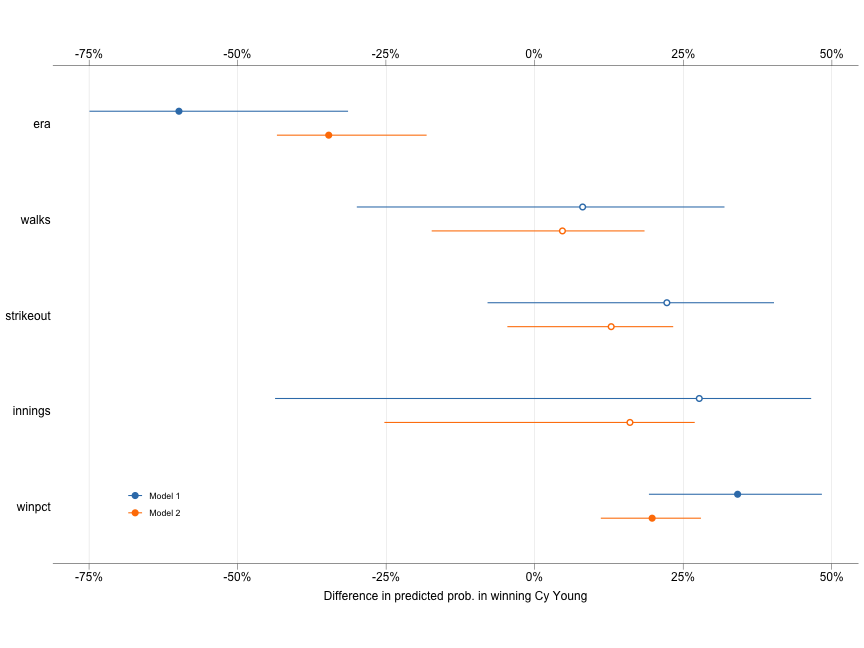 -75% -50% -25% 0% 25% 50%
era
walks
strikeout
innings
Model 1
winpct
Model 2
-75% -50% -25% 0% 25% 50%
Difference in predicted prob. in winning Cy Young